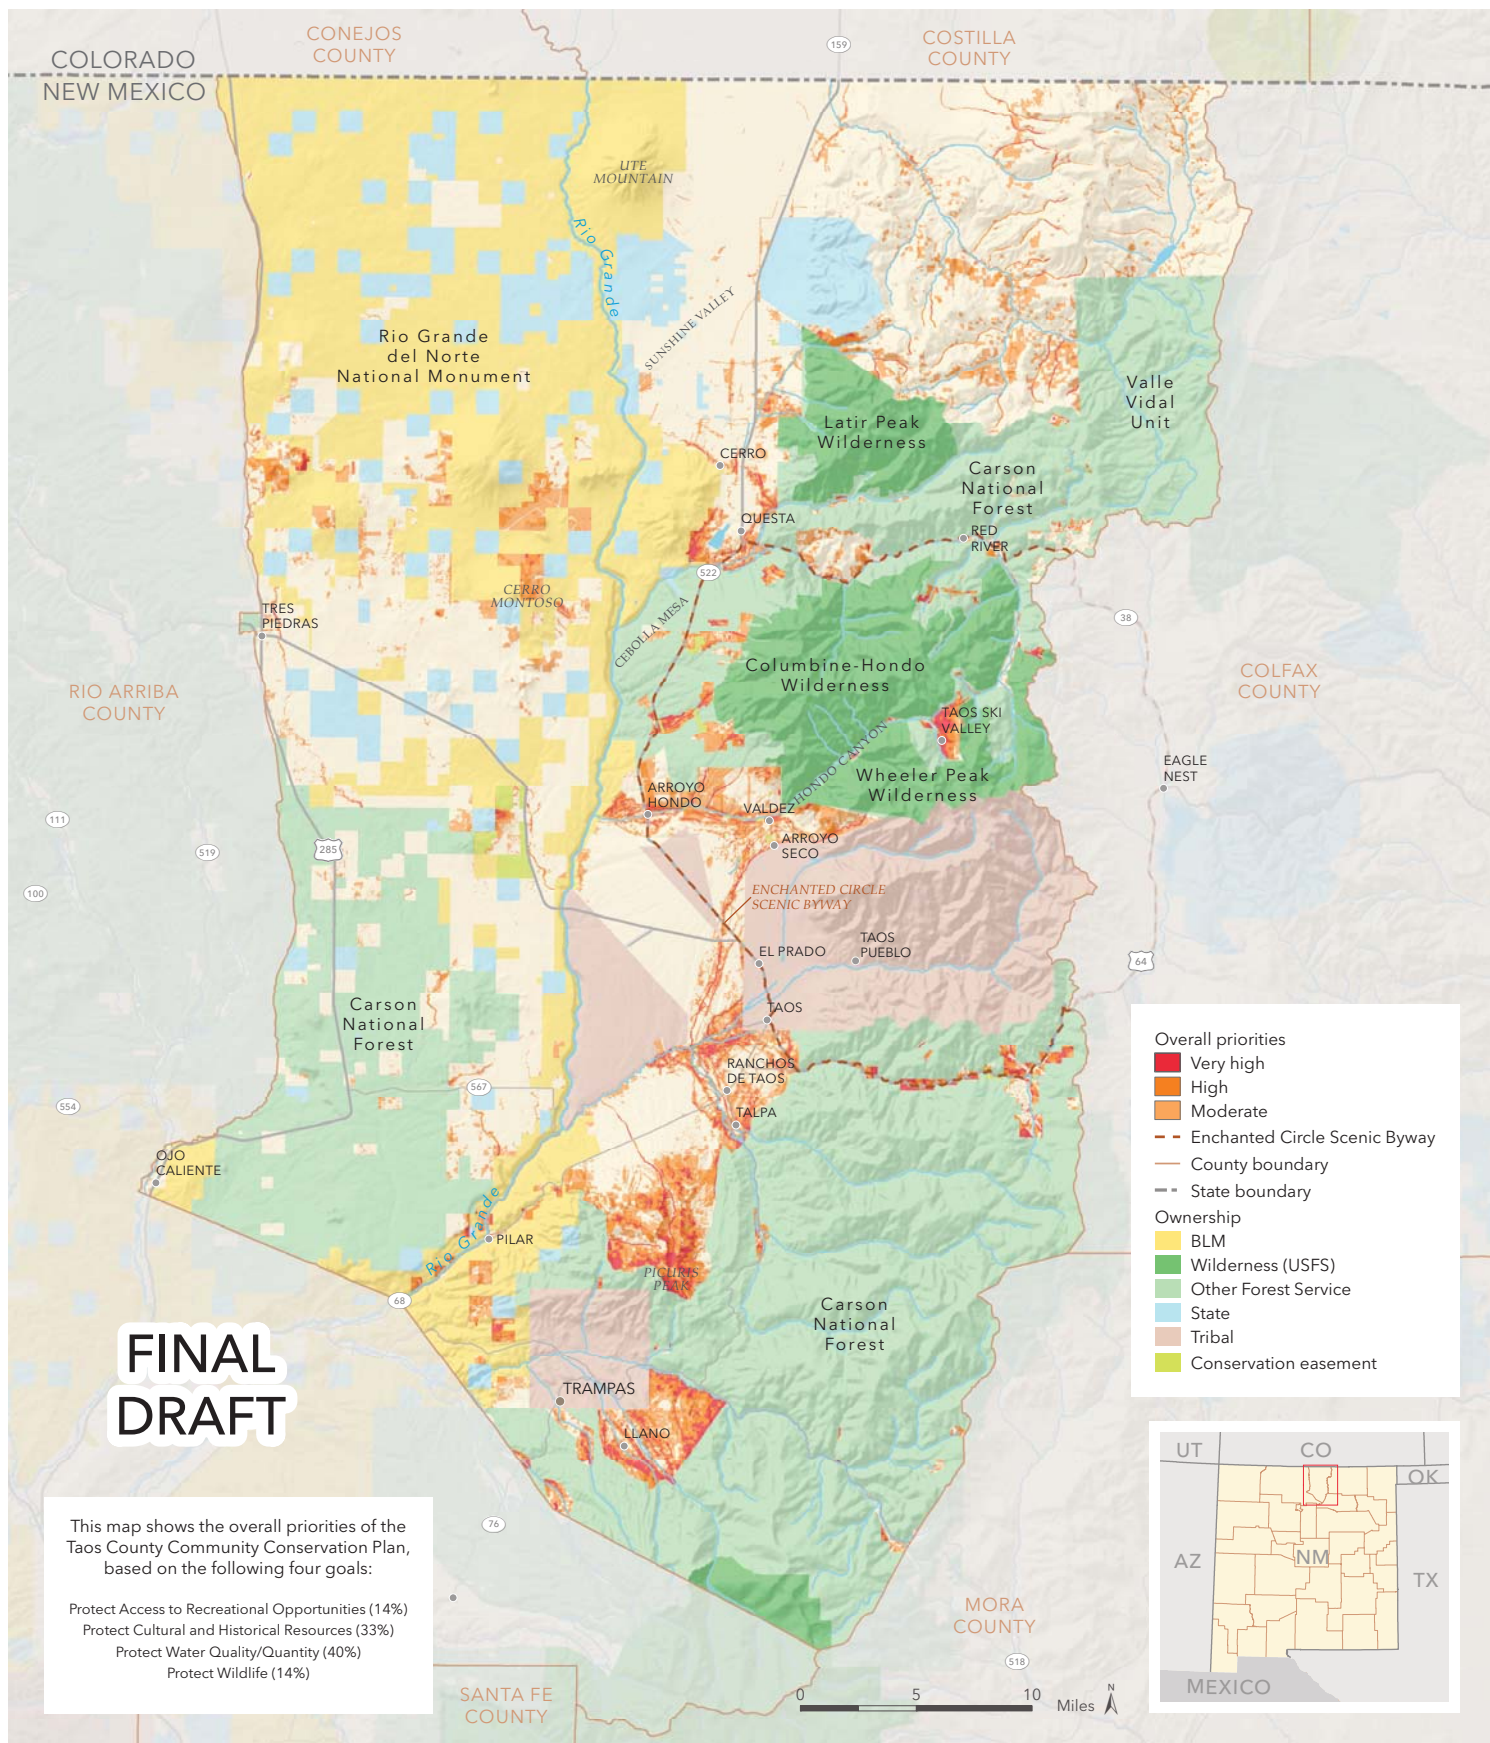 CONEJOS
COUNTY
159
COSTILLA
COUNTY
COLORADO
NEW MEXICO
UTE
MOUNTAIN
Rio Grande
SUNSHINE VALLEY
Rio Grande
del Norte
National Monument
Valle
Vidal
Unit
Latir Peak
Wilderness
CERRO
Carson
National
Forest
QUESTA
RED
RIVER
522
CERRO
MONTOSO
TRES
PIEDRAS
CEBOLLA MESA
38
Columbine-Hondo
Wilderness
RIO ARRIBA
COUNTY
COLFAX
COUNTY
TAOS SKI
VALLEY
HONDO CANYON
EAGLE
NEST
Wheeler Peak
Wilderness
ARROYO
HONDO
VALDEZ
111
519
285
ARROYO
SECO
100
ENCHANTED CIRCLE
SCENIC BYWAY
EL PRADO
TAOS
PUEBLO
64
Carson
National
Forest
TAOS
RANCHOS
DE TAOS
567
554
TALPA
OJO
CALIENTE
Rio Grande
PILAR
PICURIS
PEAK
68
Carson
National
Forest
TRAMPAS
LLANO
76
FINAL
DRAFT
Overall priorities
Very high
High
Moderate
Enchanted Circle Scenic Byway
County boundary
State boundary
Ownership
BLM
Wilderness (USFS)
Other Forest Service
State
Tribal
Conservation easement
This map shows the overall priorities of the
Taos County Community Conservation Plan,
based on the following four goals:
Protect Access to Recreational Opportunities (14%)
Protect Cultural and Historical Resources (33%)
Protect Water Quality/Quantity (40%)
Protect Wildlife (14%)
MORA
COUNTY
518
SANTA FE
COUNTY
0 5 10
Miles
N
UT
CO
OK
AZ
NM
TX
MEXICO